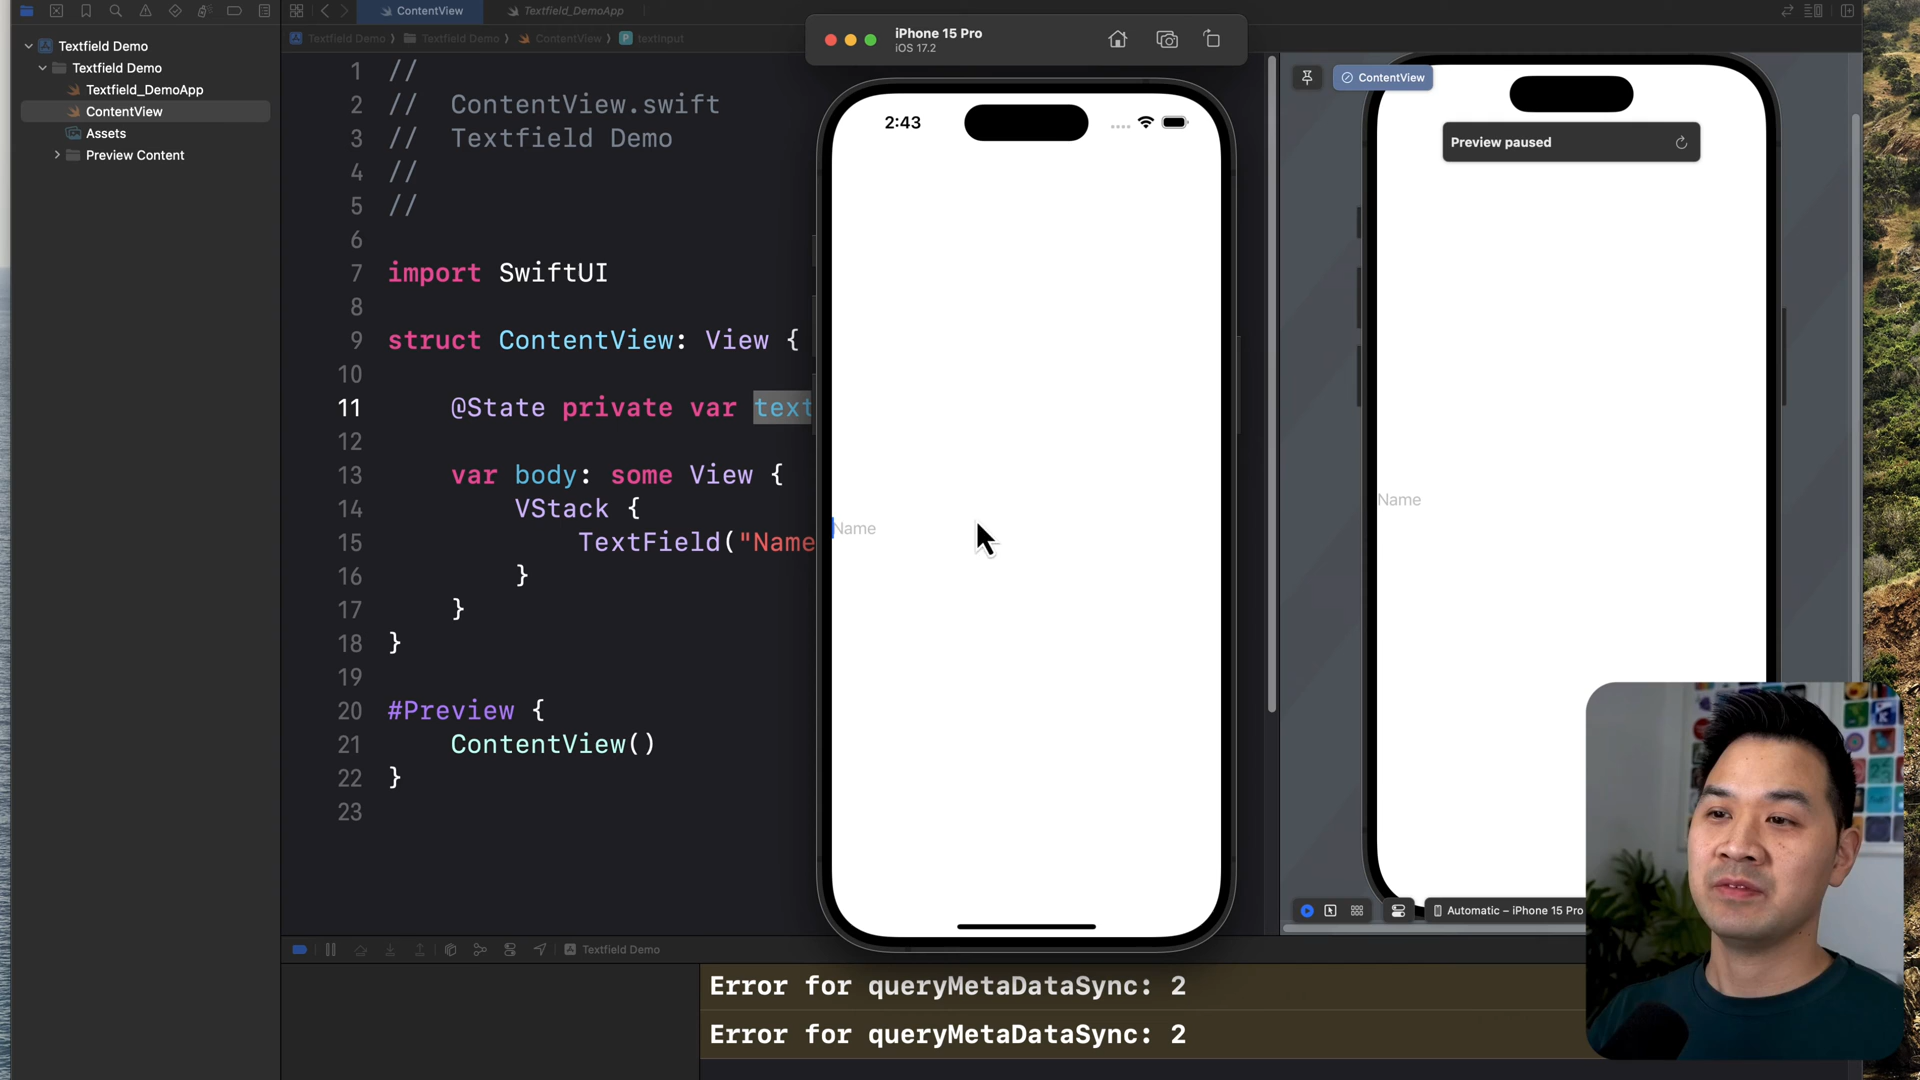 ContentView
Textfield_DemoApp
Textfield Demo
Textfield Demo
Textfield_DemoApp
ContentView
Assets
Preview Content
Textfield Demo 〉 Textfield Demo 〉 ContentView 〉 P textInput
1 //
2 // ContentView.swift
3 // Textfield Demo
4 //
5 //
6
7 import SwiftUI
8
9 struct ContentView: View {
10
11 @State private var text
12
13 var body: some View {
14 VStack {
15 TextField("Name
16 }
17 }
18 }
19
20 #Preview {
21 ContentView()
22 }
23
iPhone 15 Pro
iOS 17.2
2:43
Name
ContentView
Preview paused
Name
Automatic – iPhone 15 Pro
Textfield Demo
Error for queryMetaDataSync: 2
Error for queryMetaDataSync: 2